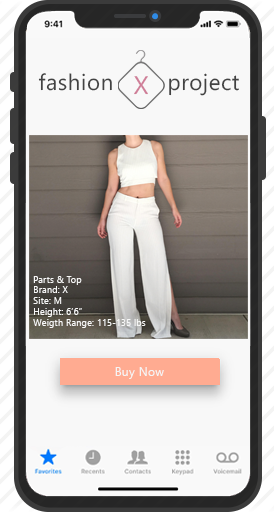 9:41
fashion X project
Parts & Top
Brand: X
Site: M
Height: 6'6"
Weigth Range: 115-135 lbs
Buy Now
Favorites
Recents
Contacts
Keypad
Voicemail